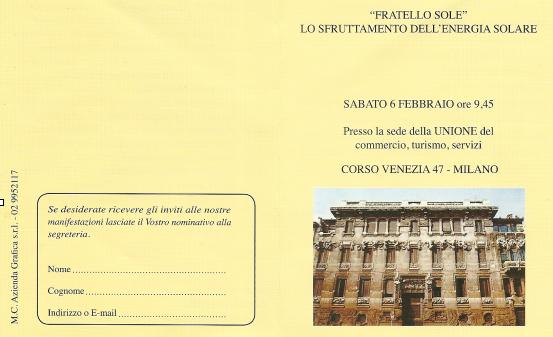 M.C. Azienda Grafica s.r.l. - 02 9952117
Se desiderate ricevere gli inviti alle nostre
manifestazioni lasciate il Vostro nominativo alla
segreteria.
Nome
Cognome
Indirizzo o E-mail
“FRATELLO SOLE”
LO SFRUTTAMENTO DELL’ENERGIA SOLARE
SABATO 6 FEBBRAIO ore 9,45
Presso la sede della UNIONE del
commercio, turismo, servizi
CORSO VENEZIA 47 - MILANO